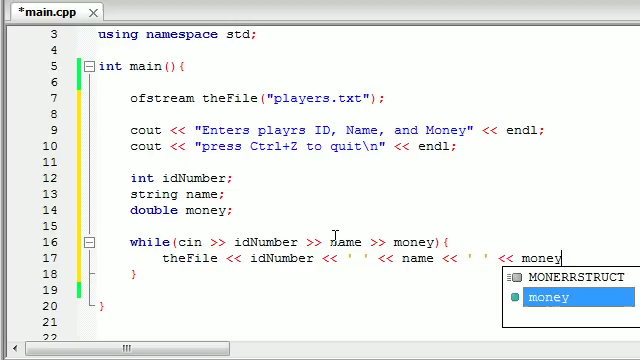 *main.cpp
3 using namespace std;
4
5 int main(){
6
7 ofstream theFile("players.txt");
8
9 cout << "Enters playrs ID, Name, and Money" << endl;
10 cout << "press Ctrl+Z to quit\n" << endl;
11
12 int idNumber;
13 string name;
14 double money;
15
16 while(cin >> idNumber >> name >> money){
17 theFile << idNumber << ' ' << name << ' ' << money
MONERRSTRUCT
18 }
money
19
20 }
21
22